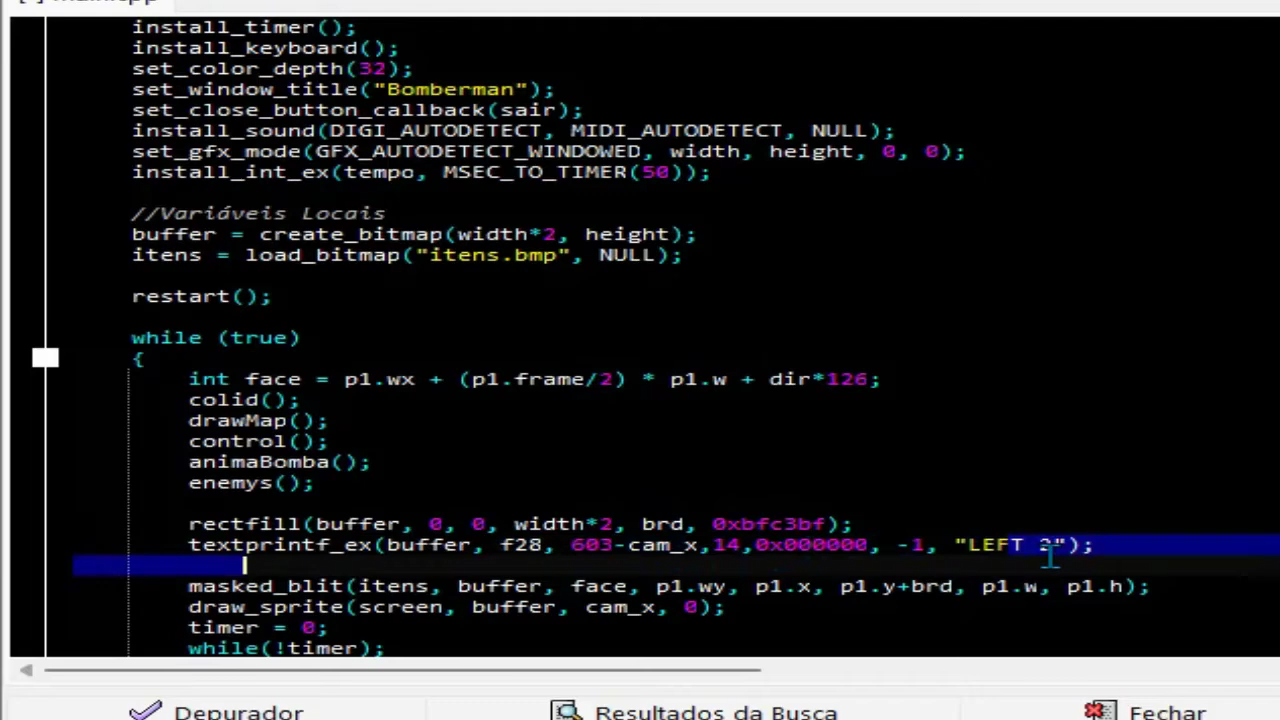 install_timer();
install_keyboard();
set_color_depth(32);
set_window_title("Bomberman");
set_close_button_callback(sair);
install_sound(DIGI_AUTODETECT, MIDI_AUTODETECT, NULL);
set_gfx_mode(GFX_AUTODETECT_WINDOWED, width, height, 0, 0);
install_int_ex(tempo, MSEC_TO_TIMER(50));
//Variáveis Locais
buffer = create_bitmap(width*2, height);
itens = load_bitmap("itens.bmp", NULL);
restart();
while (true)
{
int face = p1.wx + (p1.frame/2) * p1.w + dir*126;
colid();
drawMap();
control();
animaBomba();
enemys();
rectfill(buffer, 0, 0, width*2, brd, 0xbfc3bf);
textprintf_ex(buffer, f28, 603-cam_x,14,0x000000, -1, "LEFT 2");
masked_blit(itens, buffer, face, p1.wy, p1.x, p1.y+brd, p1.w, p1.h);
draw_sprite(screen, buffer, cam_x, 0);
timer = 0;
while(!timer);
Depurador
Resultados da Busca
Fechar